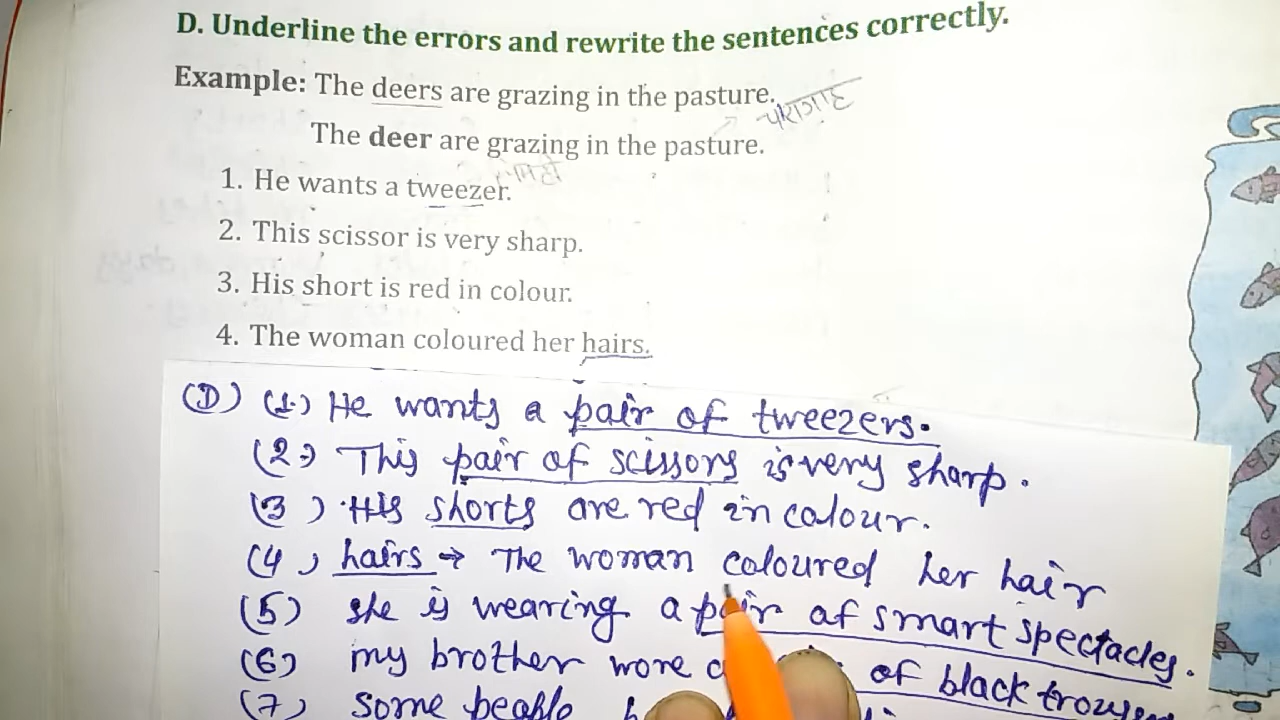 D. Underline the errors and rewrite the sentences correctly.
Example: The deers are grazing in the pasture.
चारागाह
The deer are grazing in the pasture.
1. He wants a tweezer.
2. This scissor is very sharp.
3. His short is red in colour.
4. The woman coloured her hairs.
(D) (1.) He wants a pair of tweezers.
(2.) This pair of scissors is very sharp.
(3) His shorts are red in colour.
(4) hairs → The woman coloured her hair
(5) she is wearing a pair of smart spectacles.
(6) my brother wore of black
(7) some